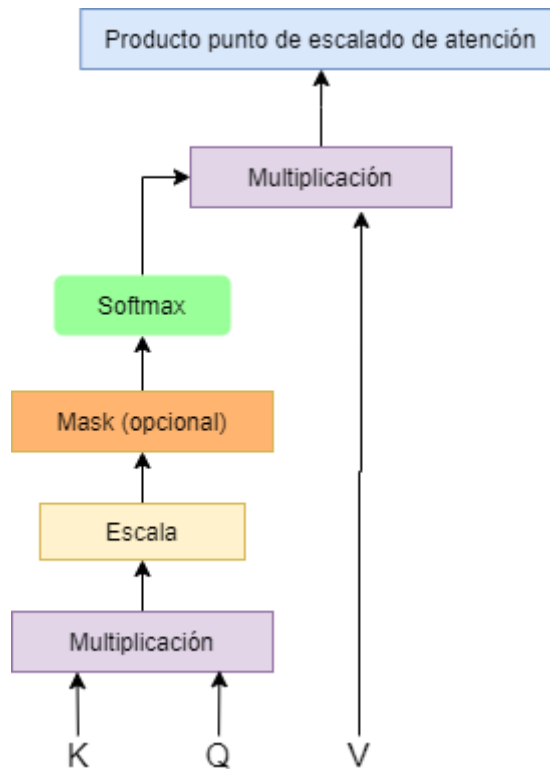 Producto punto de escalado de atención
Multiplicación
Softmax
Mask (opcional)
Escala
Multiplicación
K Q V